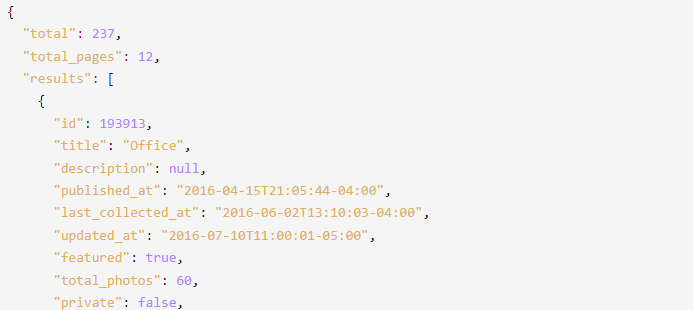 {
"total": 237,
"total_pages": 12,
"results": [
{
"id": 193913,
"title": "Office",
"description": null,
"published_at": "2016-04-15T21:05:44-04:00",
"last_collected_at": "2016-06-02T13:10:03-04:00",
"updated_at": "2016-07-10T11:00:01-05:00",
"featured": true,
"total_photos": 60,
"private": false,